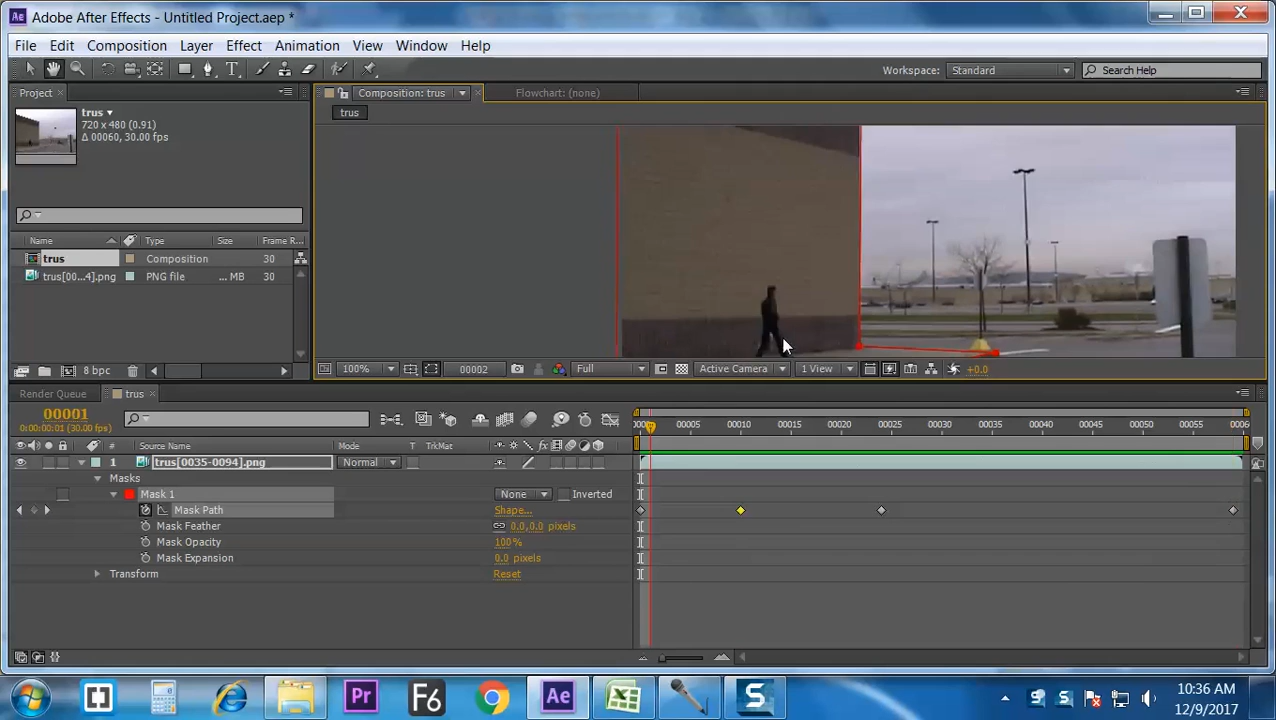 Ae Adobe After Effects - Untitled Project.aep *
File Edit Composition Layer Effect Animation View Window Help
T Workspace: Standard Search Help
Project Composition: trus Flowchart: (none)
trus
trus
720 x 480 (0.91)
Δ 00060, 30.00 fps
Name Type Size Frame R...
trus Composition 30
trus[00...4].png PNG file ... MB 30
8 bpc 100% 00002 Full Active Camera 1 View +0.0
Render Queue trus
00001
0:00:00:01 (30.00 fps)
00005 00010 00015 00020 00025 00030 00035 00040 00045 00050 00055 0006
# Source Name Mode T TrkMat
1 trus[0035-0094].png Normal
Masks
Mask 1 None Inverted
Mask Path Shape...
Mask Feather 0.0,0.0 pixels
Mask Opacity 100%
Mask Expansion 0.0 pixels
Transform Reset
Pr F6 Ae S S S
10:36 AM
12/9/2017